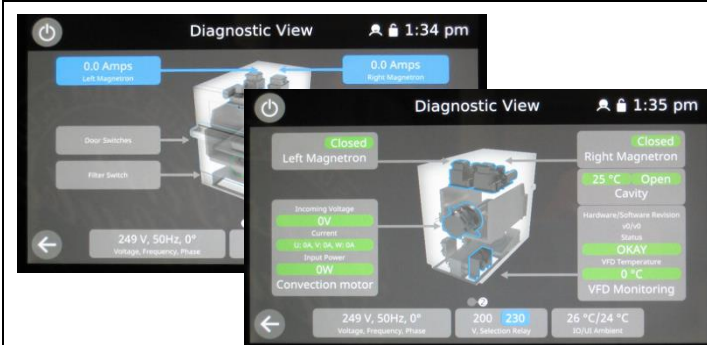 Diagnostic View
1:34 pm
0.0 Amps
Left Magnetron
0.0 Amps
Right Magnetron
Door Switches
Filter Switch
249 V, 50Hz, 0°
Voltage, Frequency, Phase
Diagnostic View
1:35 pm
Closed
Left Magnetron
Closed
Right Magnetron
25 °C Open
Cavity
Incoming Voltage
0V
Current
U: 0A, V: 0A, W: 0A
Input Power
0W
Convection motor
Hardware/Software Revision
v0/v0
Status
OKAY
VFD Temperature
0 °C
VFD Monitoring
2
249 V, 50Hz, 0°
Voltage, Frequency, Phase
200 230
V, Selection Relay
26 °C/24 °C
IO/UI Ambient